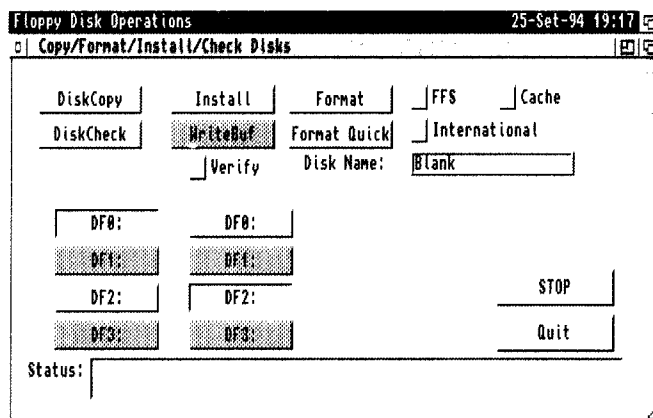 Floppy Disk Operations 25-Set-94 19:17
Copy/Format/Install/Check Disks
DiskCopy Install Format FFS Cache
DiskCheck WriteBuf Format Quick International
Verify Disk Name: Blank
DF0: DF0:
DF1: DF1:
DF2: DF2: STOP
DF3: DF3: Quit
Status: